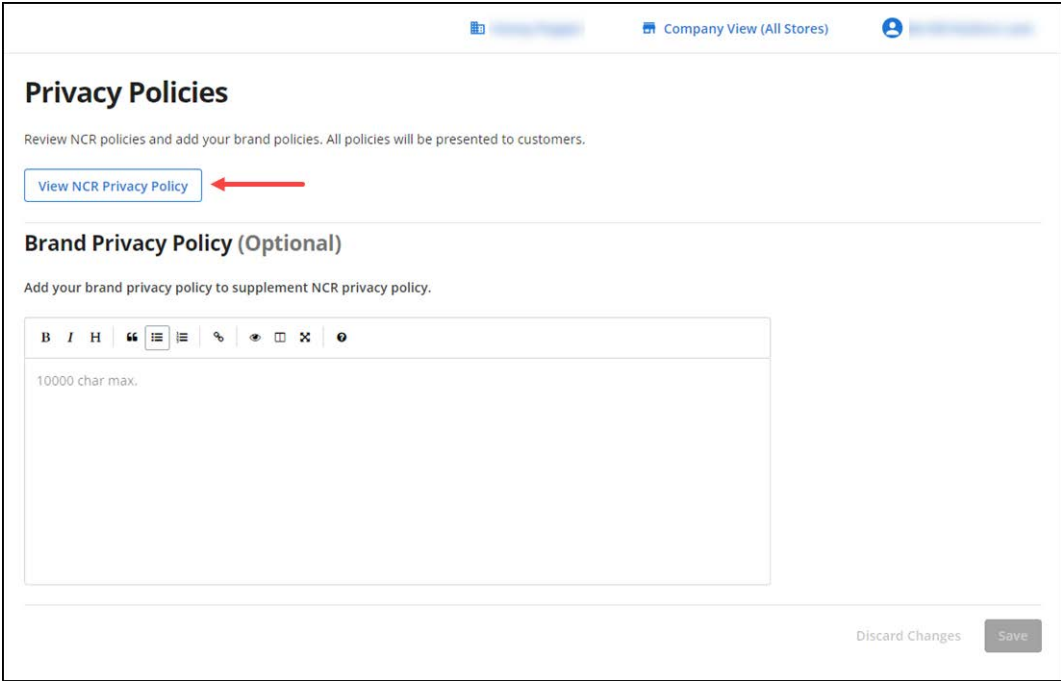 Company View (All Stores)
Privacy Policies
Review NCR policies and add your brand policies. All policies will be presented to customers.
View NCR Privacy Policy
Brand Privacy Policy (Optional)
Add your brand privacy policy to supplement NCR privacy policy.
B I H
10000 char max.
Discard Changes Save